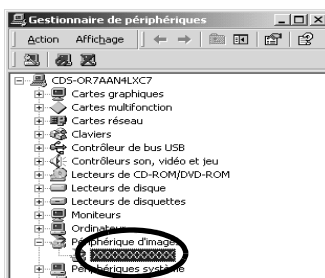 Gestionnaire de périphériques
Action Affichage
CDS-OR7AAN4LXC7
Cartes graphiques
Cartes multifonction
Cartes réseau
Claviers
Contrôleur de bus USB
Contrôleurs son, vidéo et jeu
Lecteurs de CD-ROM/DVD-ROM
Lecteurs de disque
Lecteurs de disquettes
Moniteurs
Ordinateur
Périphérique d'images
XXXXXXXXXXX
Périphériques système